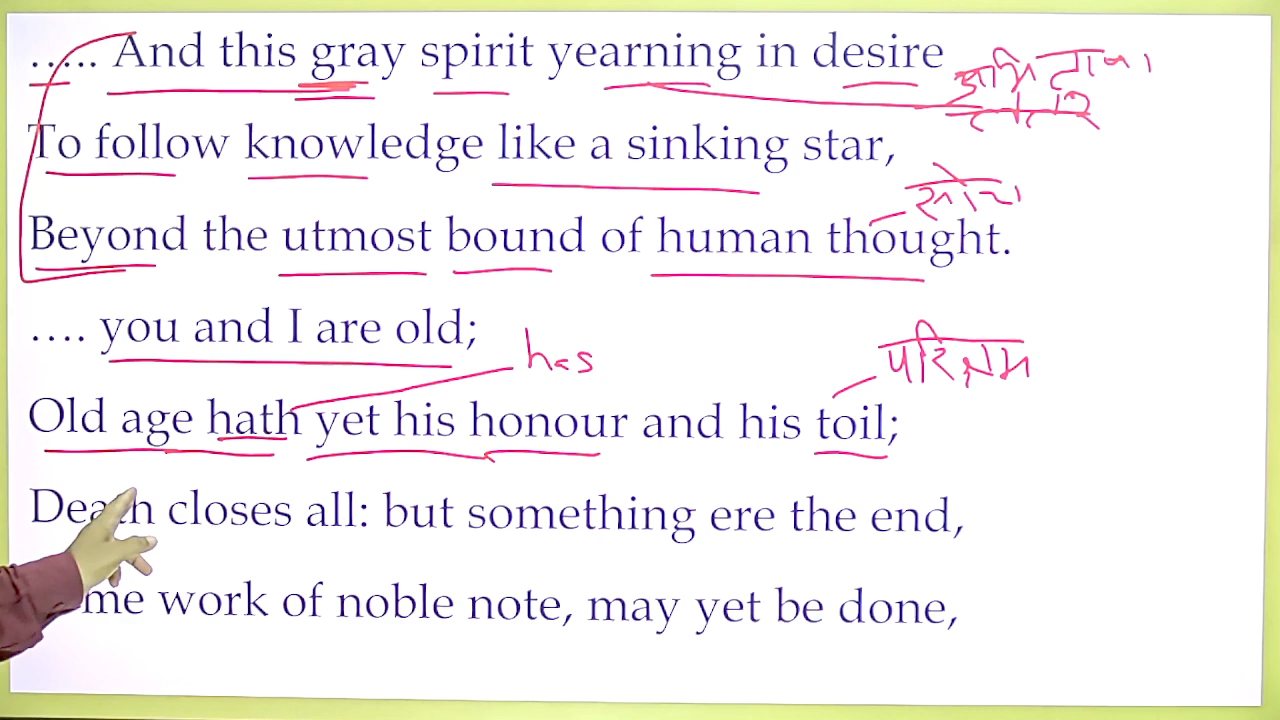 ..... And this gray spirit yearning in desire
To follow knowledge like a sinking star,
सोच
Beyond the utmost bound of human thought.
.... you and I are old;
has
परिश्रम
Old age hath yet his honour and his toil;
Death closes all: but something ere the end,
me work of noble note, may yet be done,